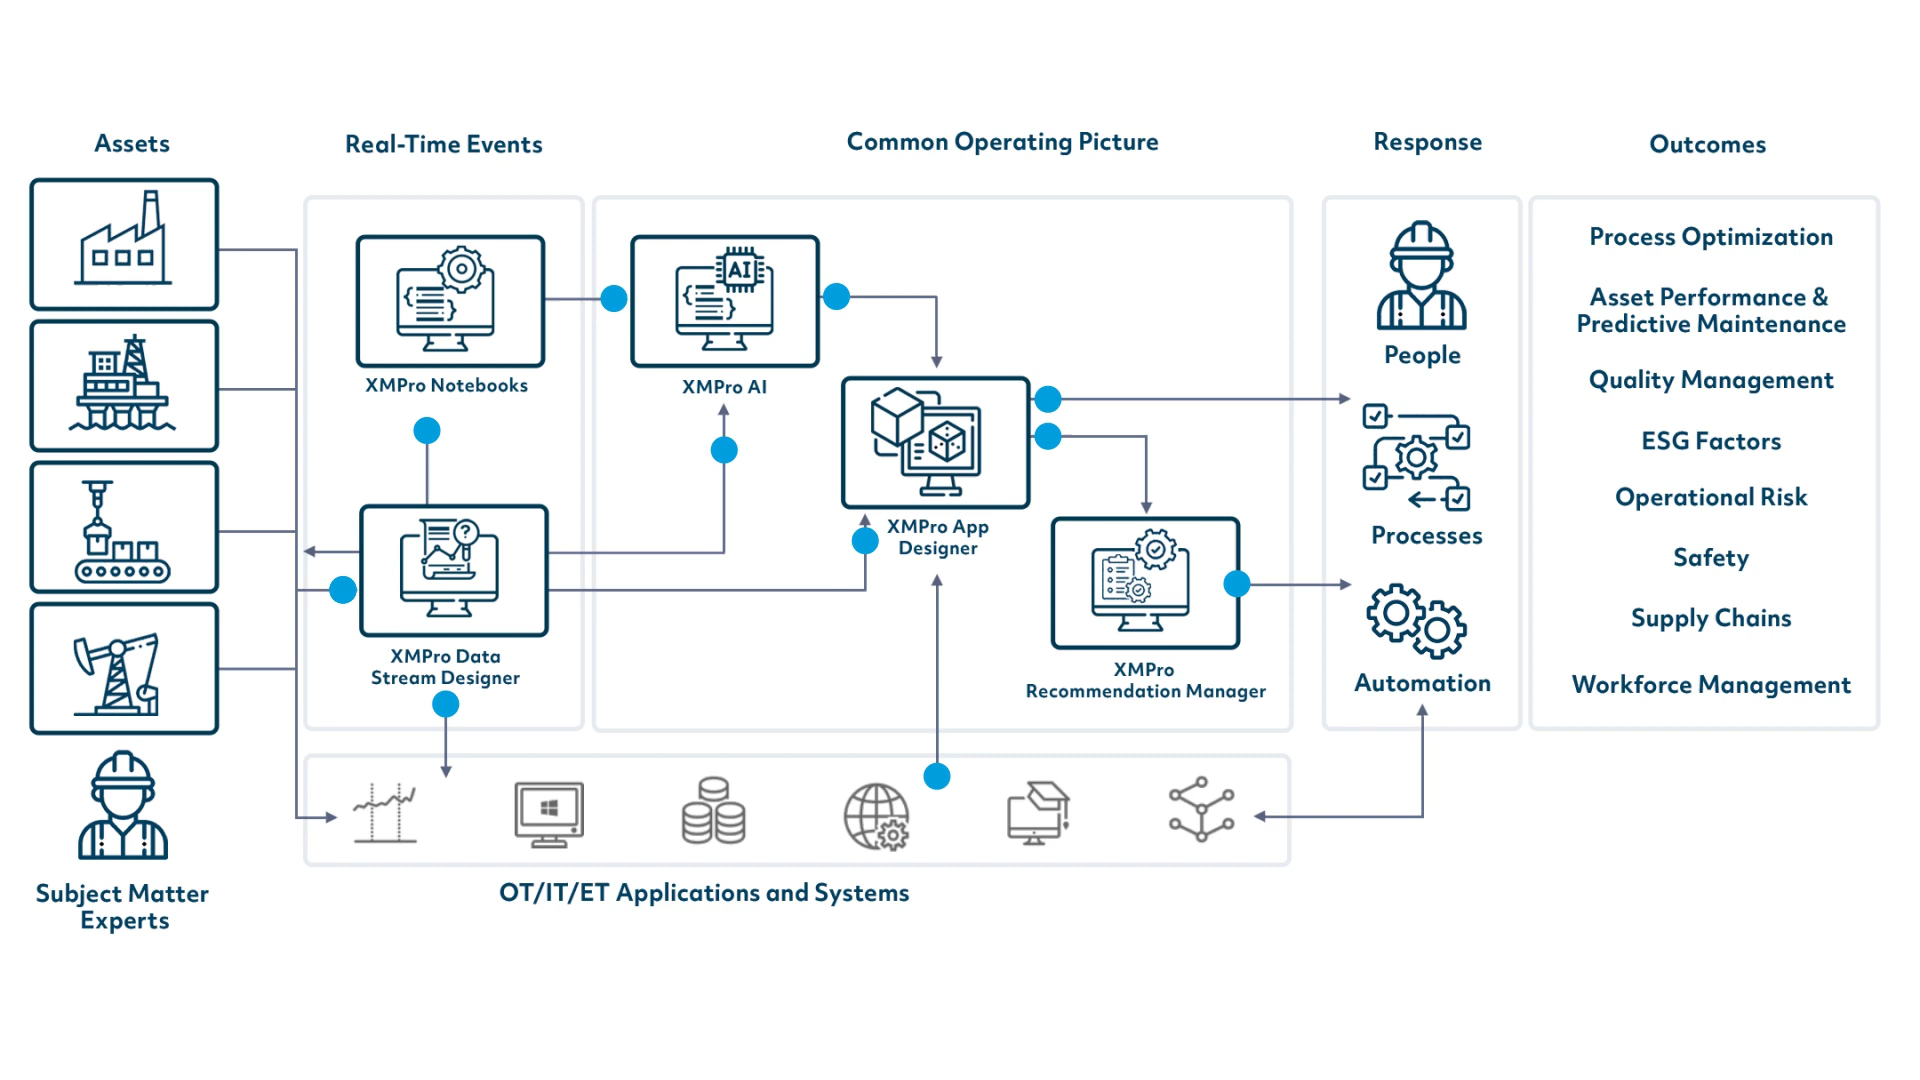 Assets
Real-Time Events
Common Operating Picture
Response
Outcomes
XMPro Notebooks
AI
XMPro AI
XMPro App
Designer
?
XMPro Data
Stream Designer
XMPro
Recommendation Manager
People
Processes
Automation
Process Optimization
Asset Performance &
Predictive Maintenance
Quality Management
ESG Factors
Operational Risk
Safety
Supply Chains
Workforce Management
Subject Matter
Experts
OT/IT/ET Applications and Systems